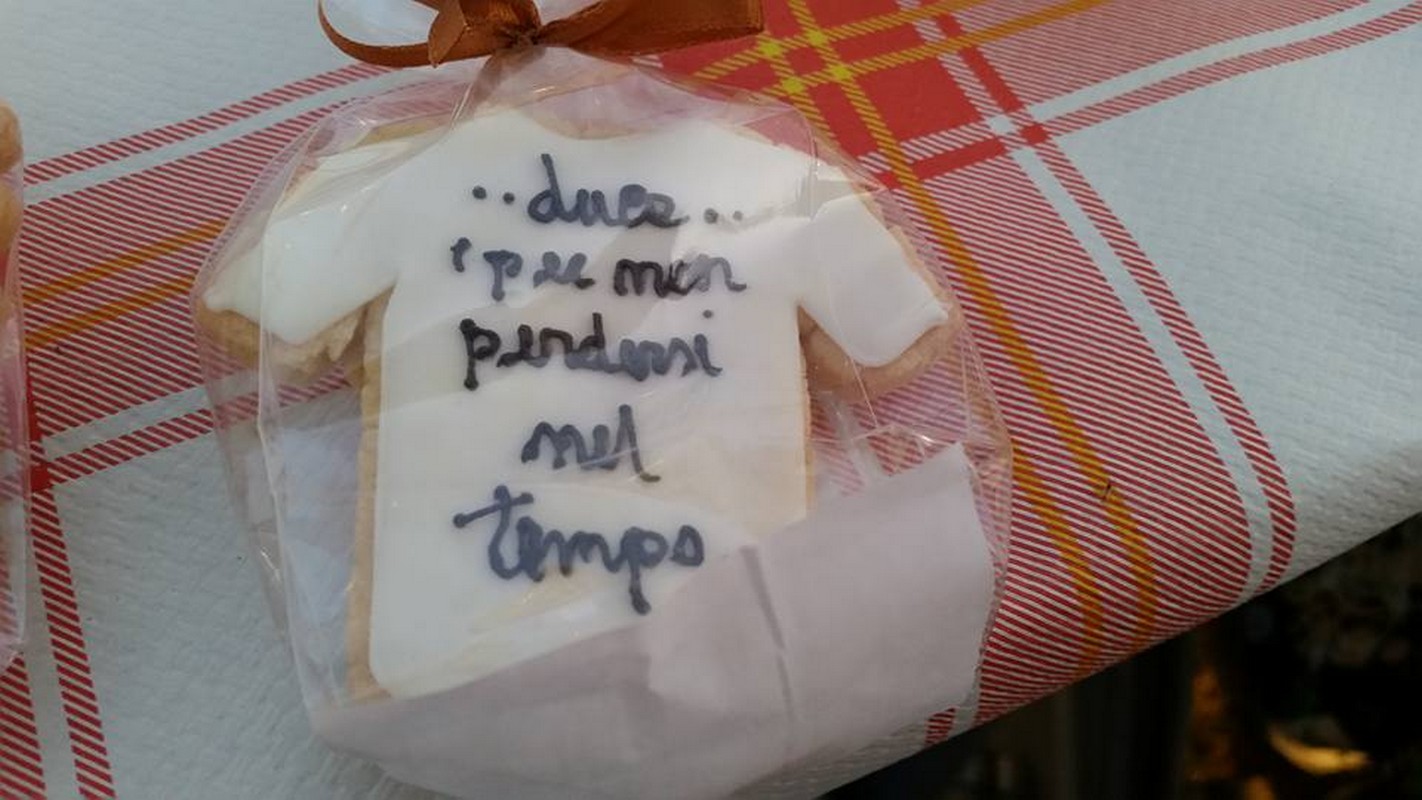 per non
perdersi
nel
tempo